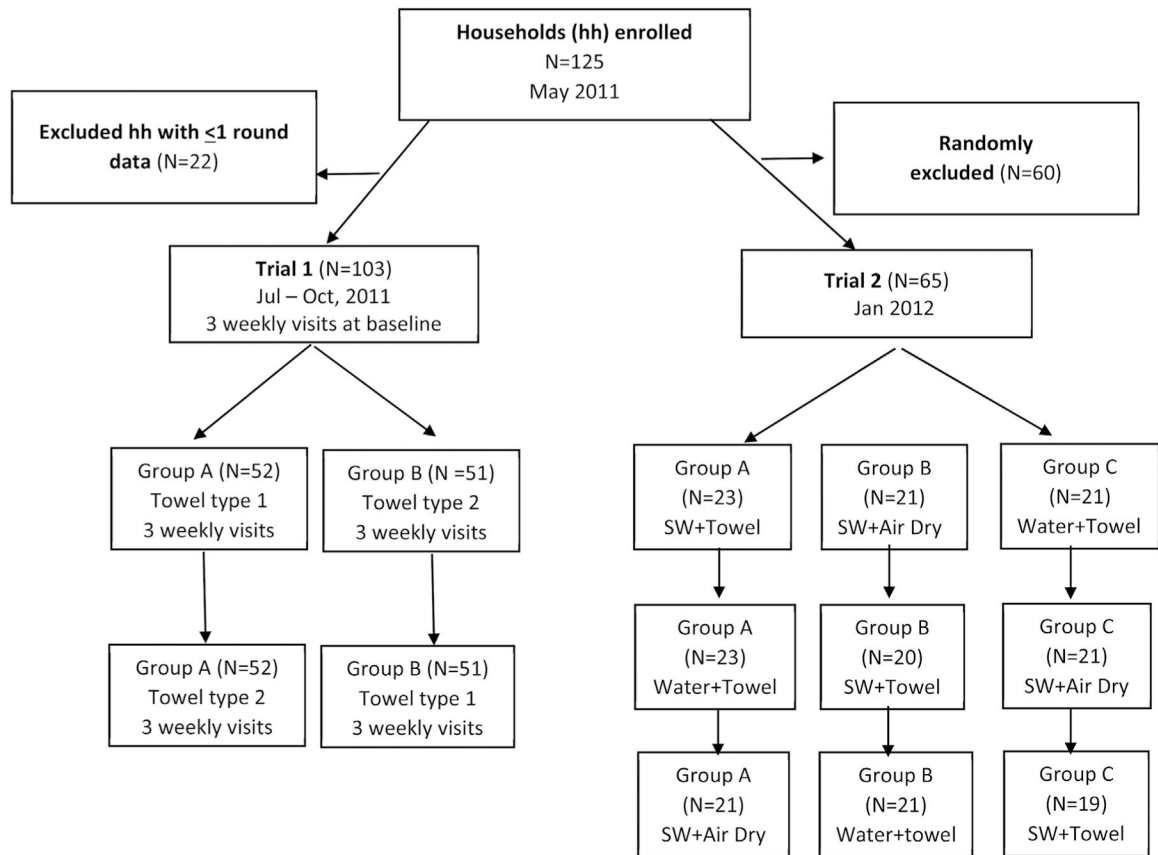 Households (hh) enrolled
N=125
May 2011
Excluded hh with ≤1 round
data (N=22)
Randomly
excluded (N=60)
Trial 1 (N=103)
Jul – Oct, 2011
3 weekly visits at baseline
Trial 2 (N=65)
Jan 2012
Group A (N=52)
Towel type 1
3 weekly visits
Group B (N =51)
Towel type 2
3 weekly visits
Group A
(N=23)
SW+Towel
Group B
(N=21)
SW+Air Dry
Group C
(N=21)
Water+Towel
Group A (N=52)
Towel type 2
3 weekly visits
Group B (N=51)
Towel type 1
3 weekly visits
Group A
(N=23)
Water+Towel
Group B
(N=20)
SW+Towel
Group C
(N=21)
SW+Air Dry
Group A
(N=21)
SW+Air Dry
Group B
(N=21)
Water+towel
Group C
(N=19)
SW+Towel